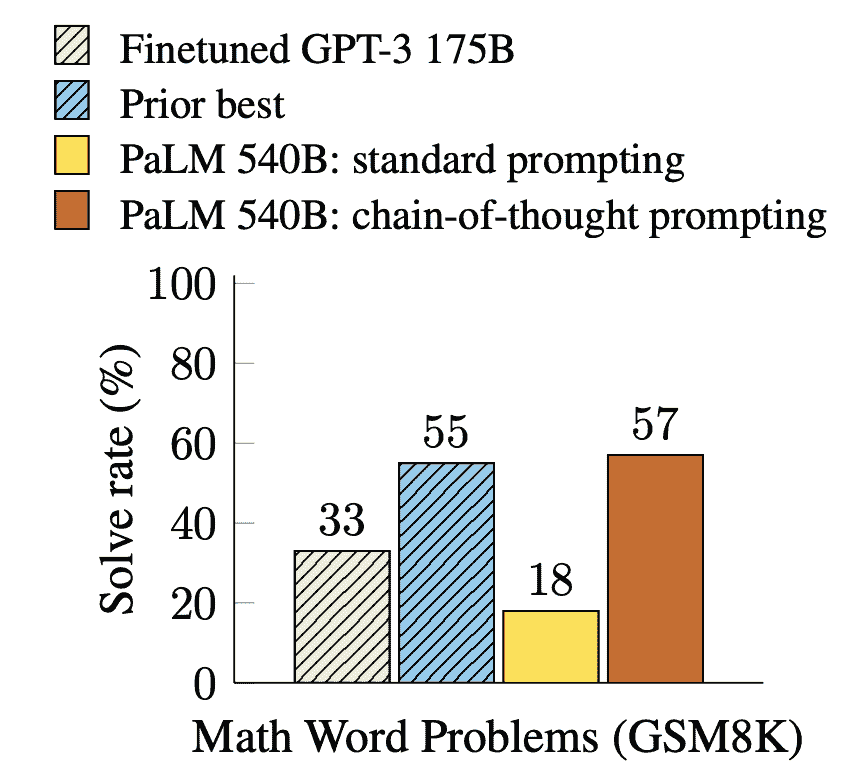 Finetuned GPT-3 175B
Prior best
PaLM 540B: standard prompting
PaLM 540B: chain-of-thought prompting
100
80
60
40
20
0
Solve rate (%)
33
55
18
57
Math Word Problems (GSM8K)